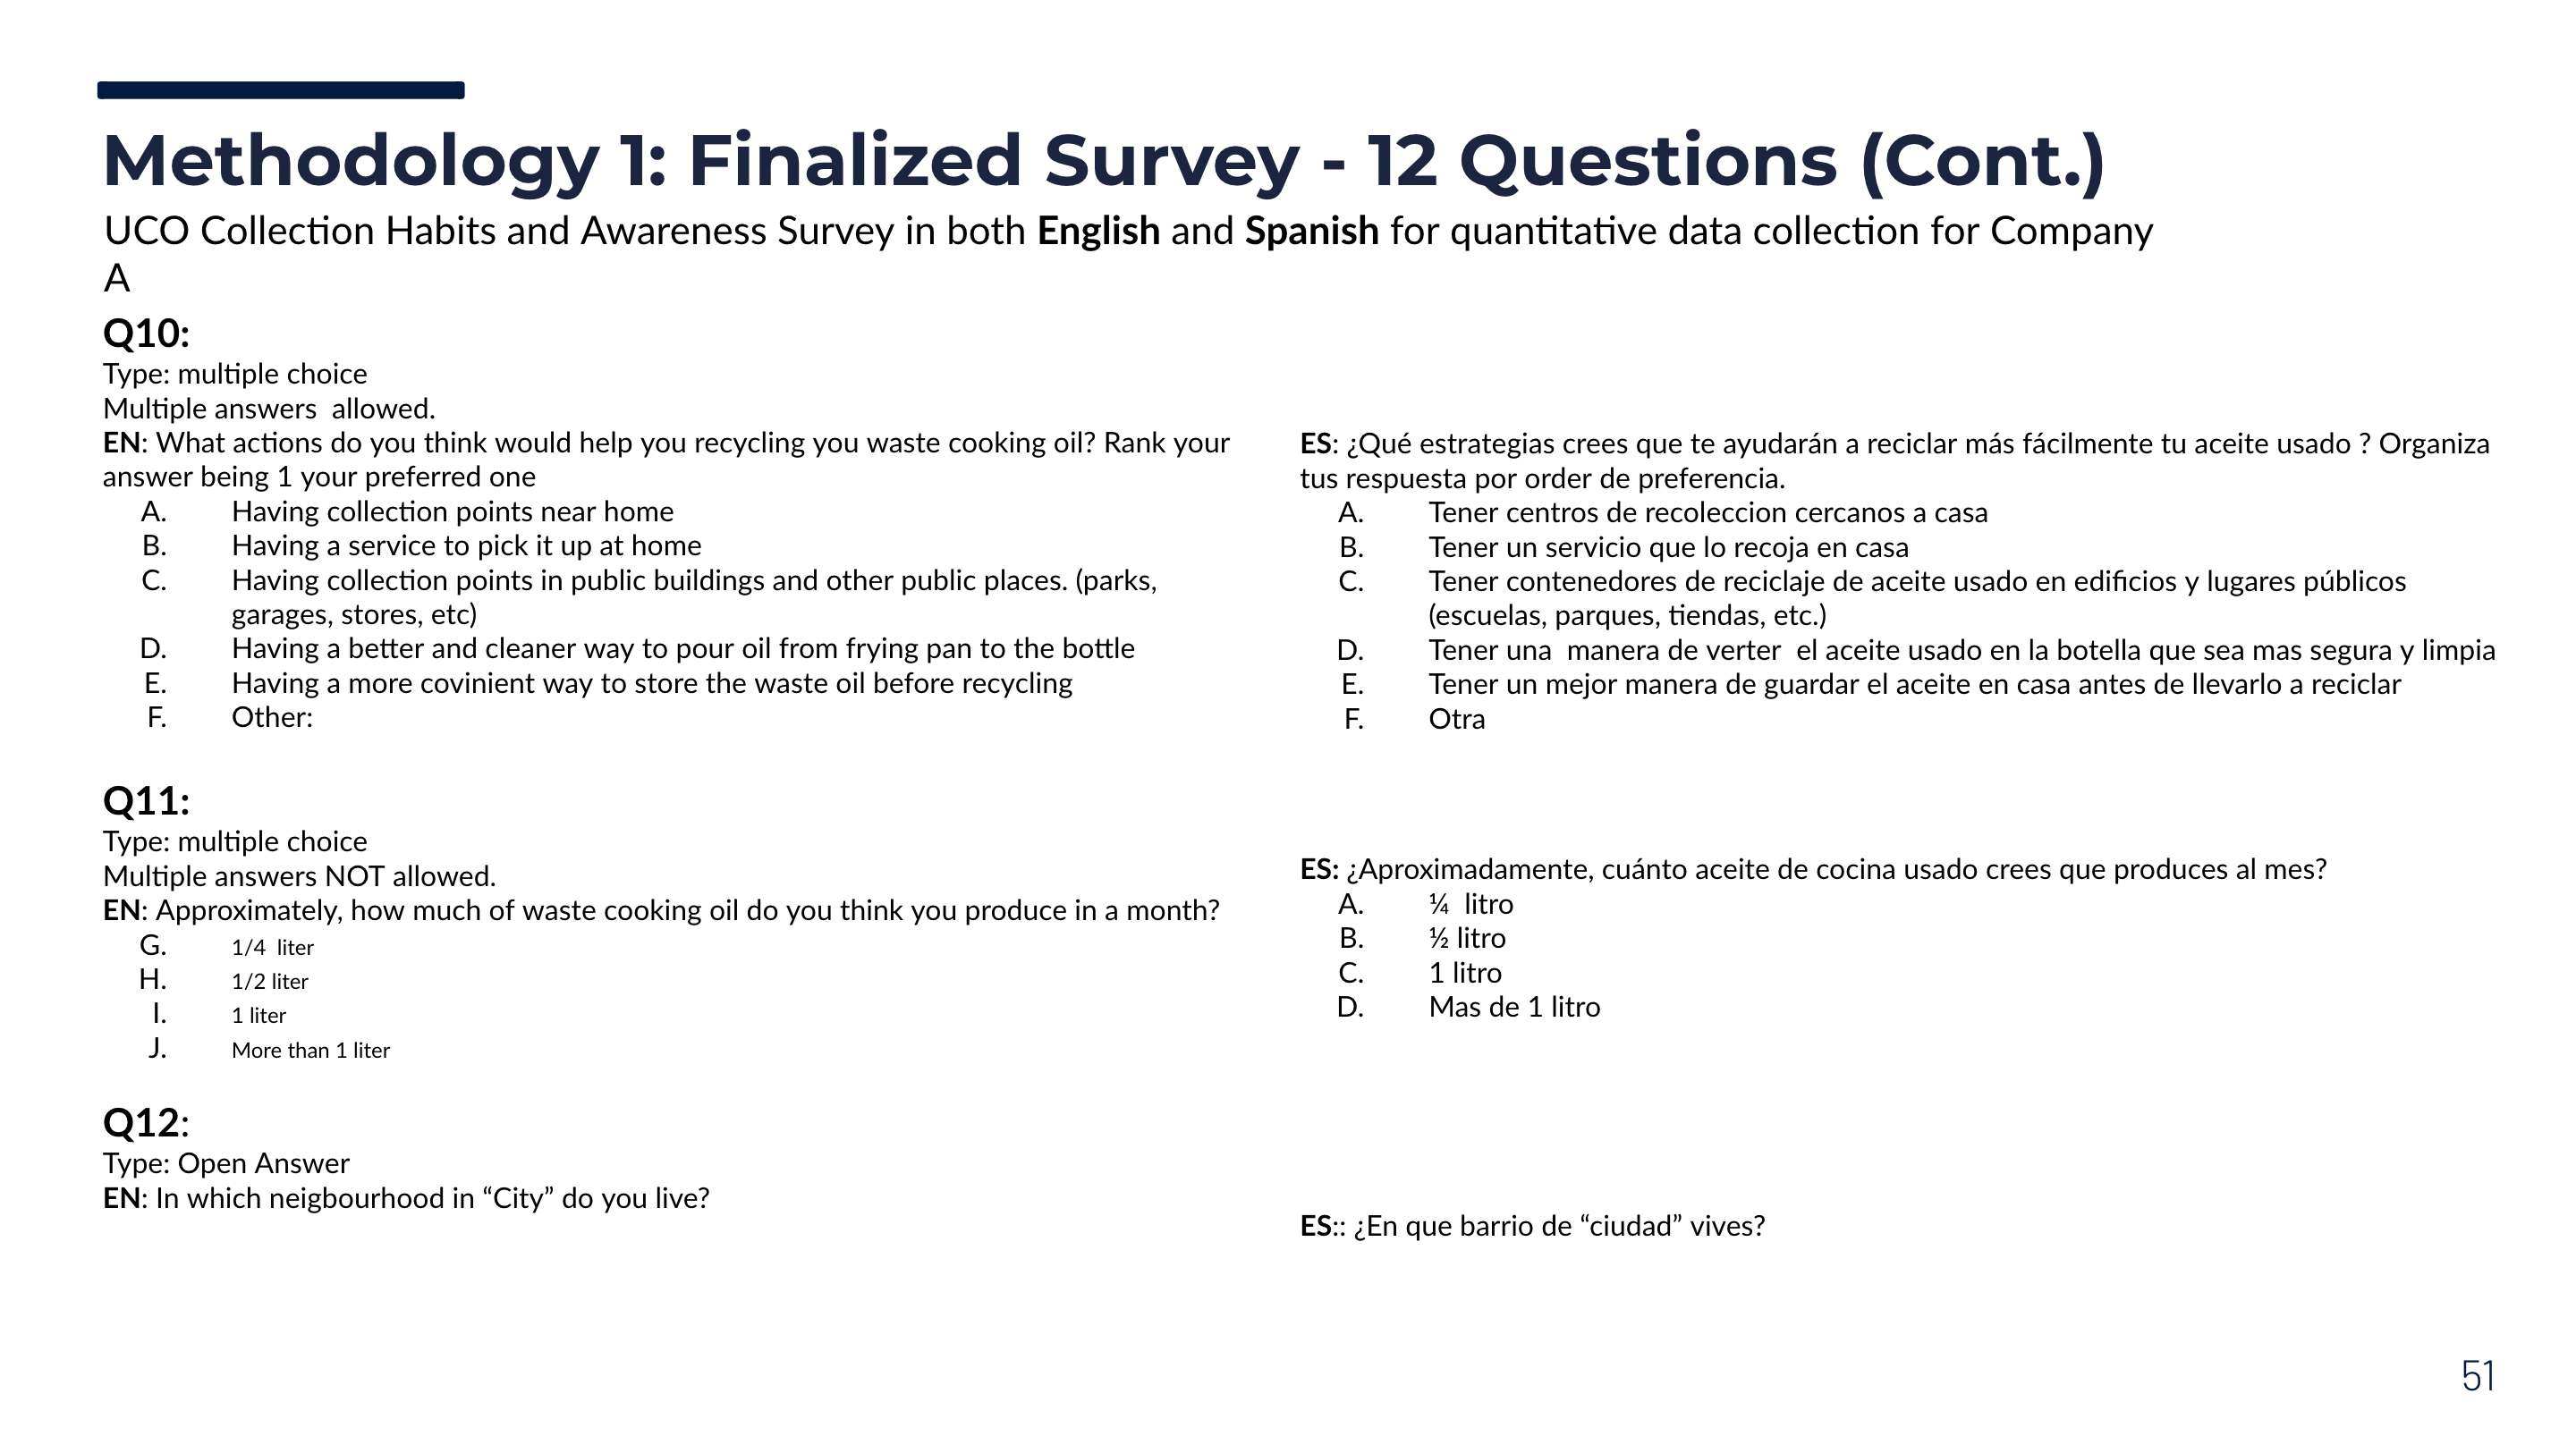 Methodology 1: Finalized Survey - 12 Questions (Cont.)
UCO Collection Habits and Awareness Survey in both English and Spanish for quantitative data collection for Company
A
Q10:
Type: multiple choice
Multiple answers  allowed.
EN: What actions do you think would help you recycling you waste cooking oil? Rank your
answer being 1 your preferred one
A. Having collection points near home
B. Having a service to pick it up at home
C. Having collection points in public buildings and other public places. (parks,
garages, stores, etc)
D. Having a better and cleaner way to pour oil from frying pan to the bottle
E. Having a more covinient way to store the waste oil before recycling
F. Other:
Q11:
Type: multiple choice
Multiple answers NOT allowed.
EN: Approximately, how much of waste cooking oil do you think you produce in a month?
G. 1/4  liter
H. 1/2 liter
I. 1 liter
J. More than 1 liter
Q12:
Type: Open Answer
EN: In which neigbourhood in “City” do you live?
ES: ¿Qué estrategias crees que te ayudarán a reciclar más fácilmente tu aceite usado ? Organiza
tus respuesta por order de preferencia.
A. Tener centros de recoleccion cercanos a casa
B. Tener un servicio que lo recoja en casa
C. Tener contenedores de reciclaje de aceite usado en edificios y lugares públicos
(escuelas, parques, tiendas, etc.)
D. Tener una  manera de verter  el aceite usado en la botella que sea mas segura y limpia
E. Tener un mejor manera de guardar el aceite en casa antes de llevarlo a reciclar
F. Otra
ES: ¿Aproximadamente, cuánto aceite de cocina usado crees que produces al mes?
A. ¼  litro
B. ½ litro
C. 1 litro
D. Mas de 1 litro
ES:: ¿En que barrio de “ciudad” vives?
51